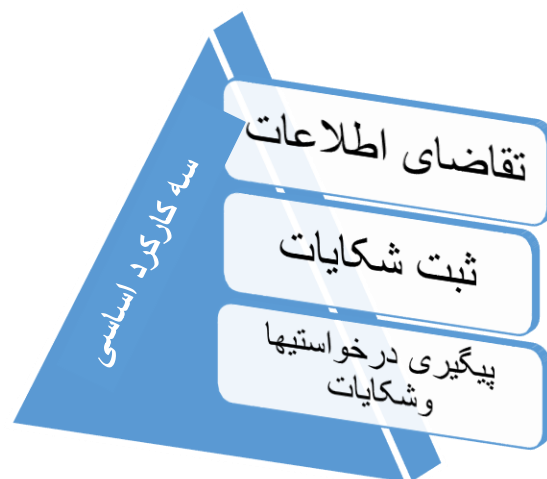 سه کارکرد اساسی
تقاضای اطلاعات
ثبت شکایات
پیگیری درخواستیها
وشکایات